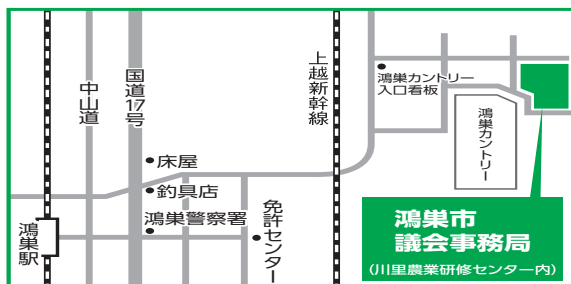 中山道
国道17号
上越新幹線
鴻巣カントリー
入口看板
鴻巣カントリー
床屋
釣具店
鴻巣警察署
免許センター
鴻巣駅
鴻巣市
議会事務局
(川里農業研修センター内)